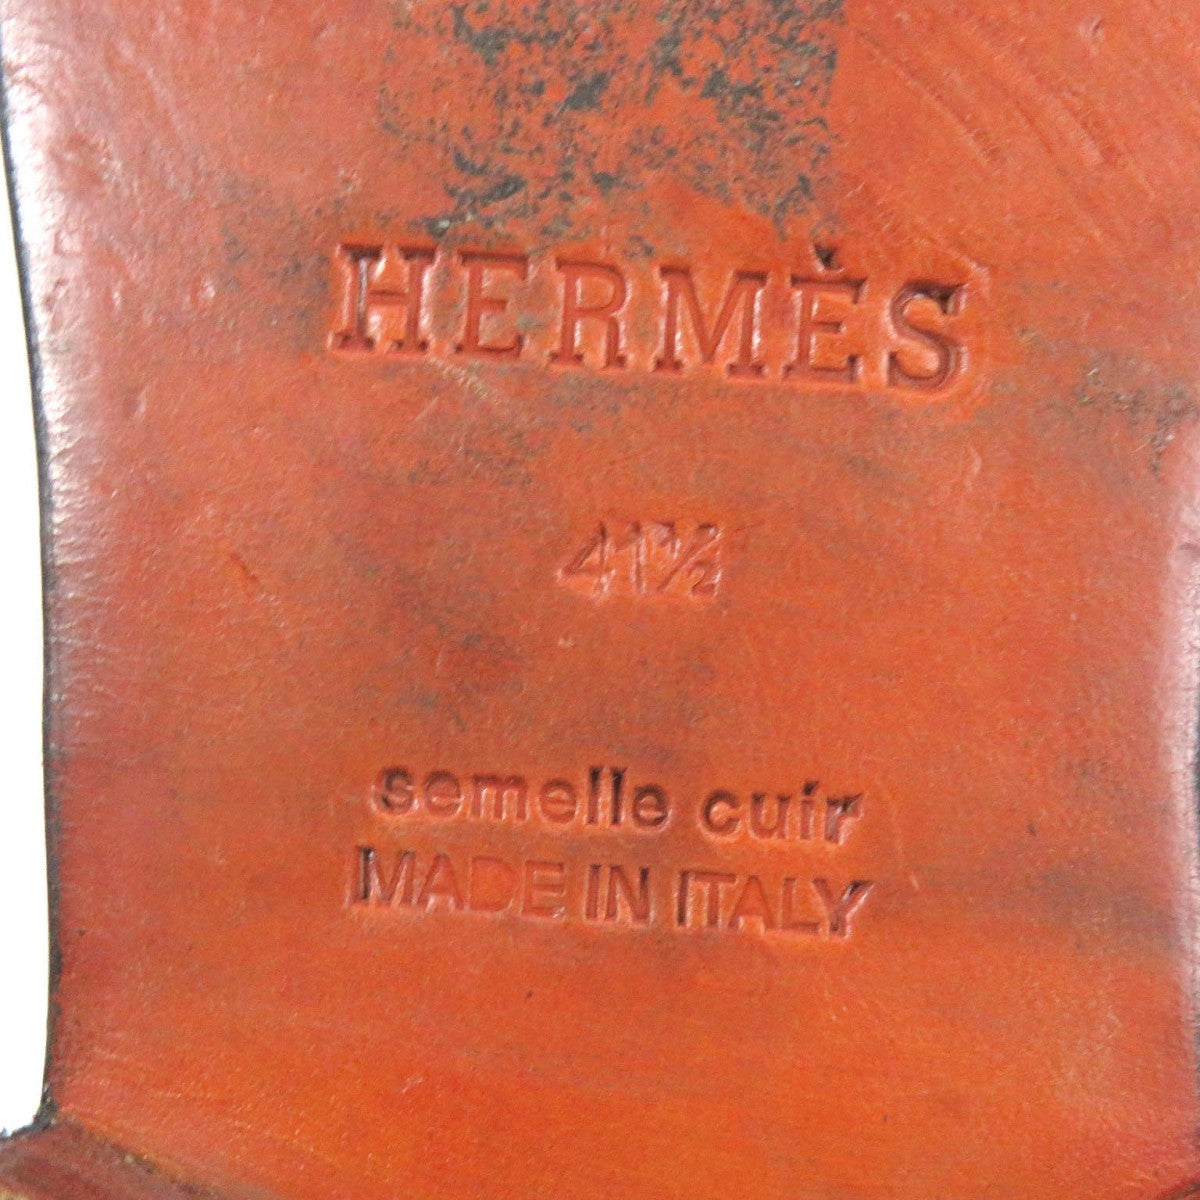 HERMÈS
41½
semelle cuir
MADE IN ITALY